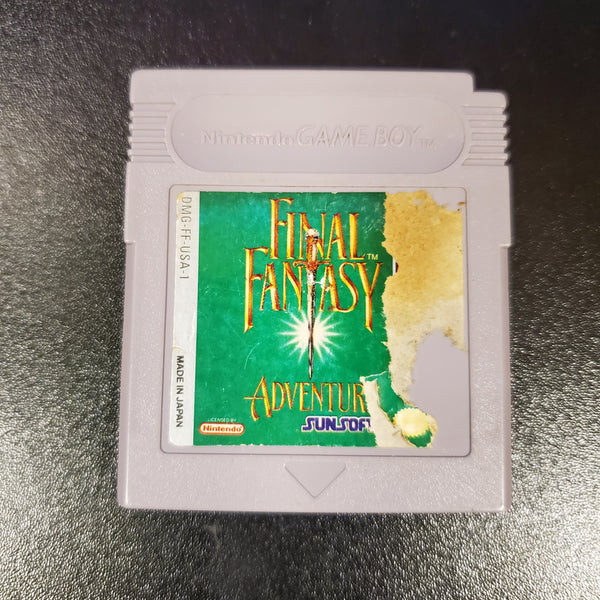 Nintendo GAME BOY TM
DMG-FF-USA-1
MADE IN JAPAN
FINAL
FANTASY TM
ADVENTUR
LICENSED BY
Nintendo
SUNSOF